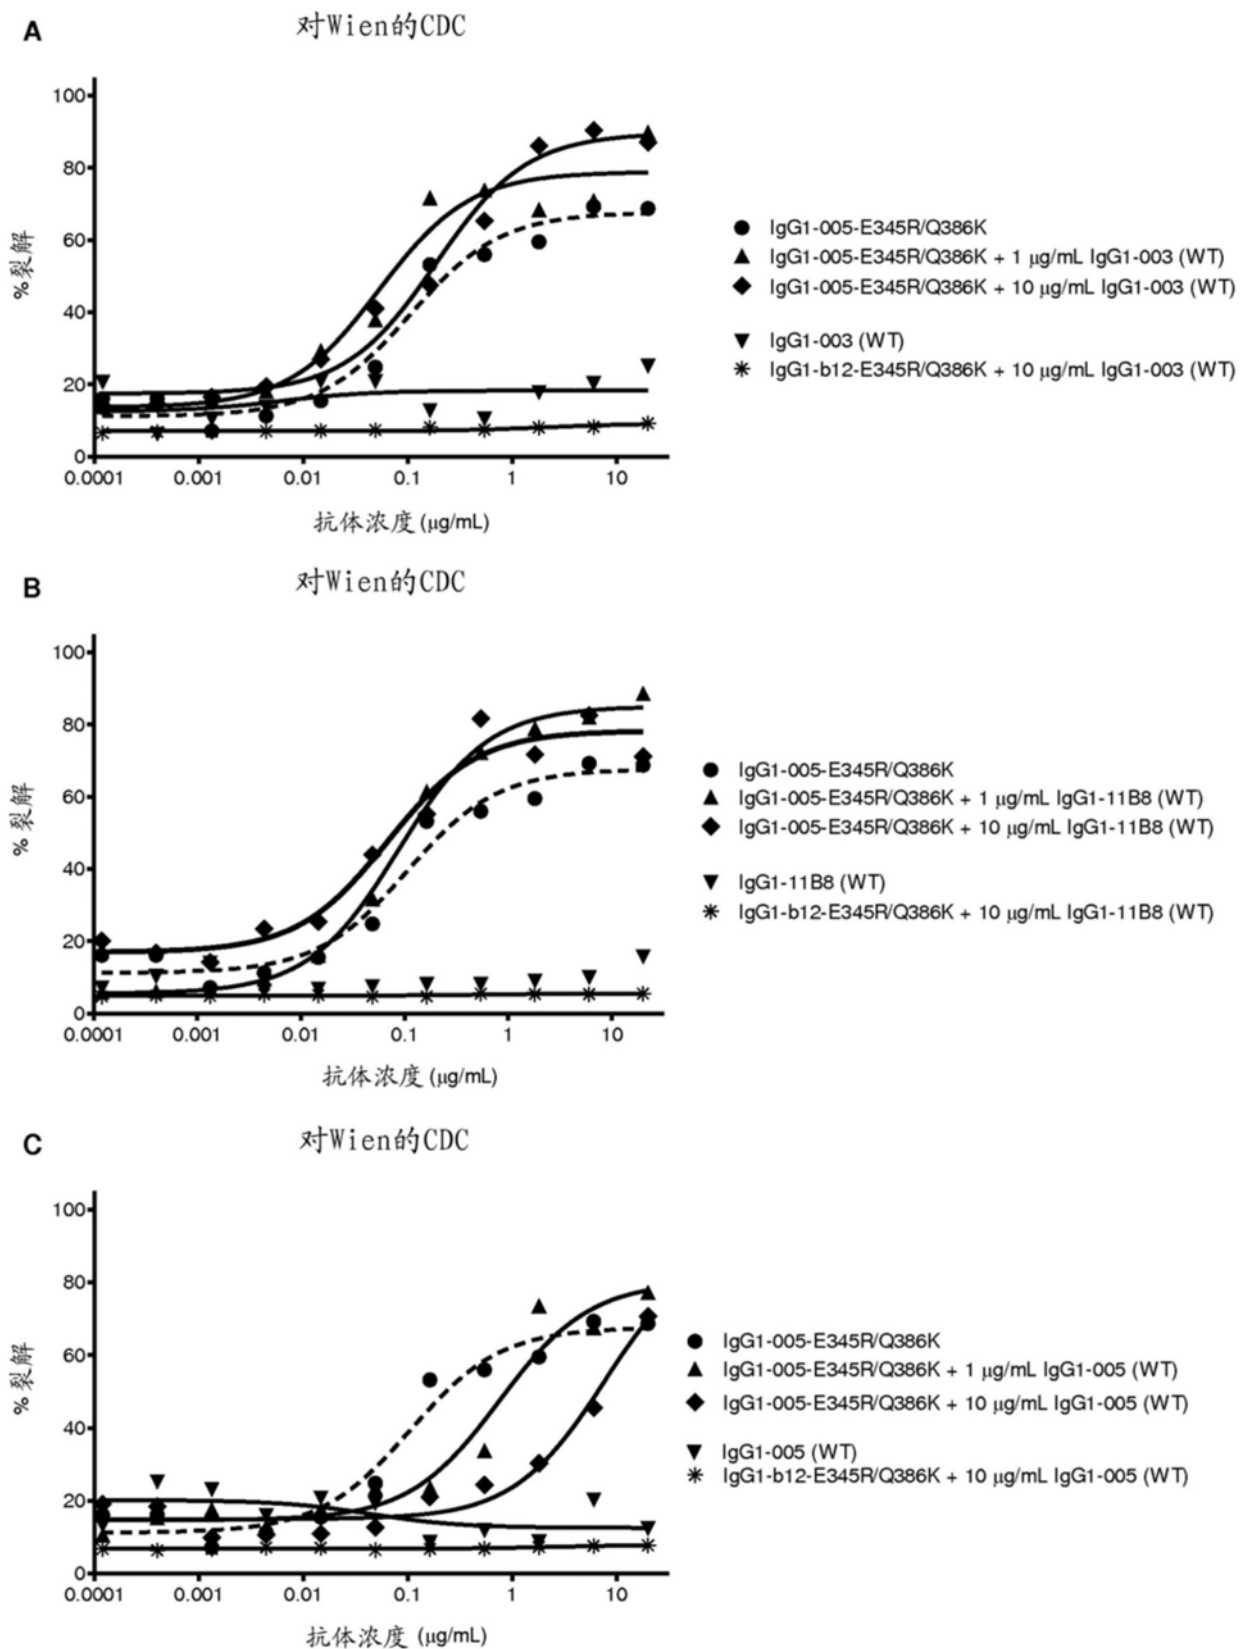 A
对Wien的CDC
100
80
60
40
20
0
%裂解
0.0001 0.001 0.01 0.1 1 10
抗体浓度(μg/mL)
IgG1-005-E345R/Q386K
IgG1-005-E345R/Q386K + 1 μg/mL IgG1-003 (WT)
IgG1-005-E345R/Q386K + 10 μg/mL IgG1-003 (WT)
IgG1-003 (WT)
IgG1-b12-E345R/Q386K + 10 μg/mL IgG1-003 (WT)
B
对Wien的CDC
100
80
60
40
20
0
%裂解
0.0001 0.001 0.01 0.1 1 10
抗体浓度(μg/mL)
IgG1-005-E345R/Q386K
IgG1-005-E345R/Q386K + 1 μg/mL IgG1-11B8 (WT)
IgG1-005-E345R/Q386K + 10 μg/mL IgG1-11B8 (WT)
IgG1-11B8 (WT)
IgG1-b12-E345R/Q386K + 10 μg/mL IgG1-11B8 (WT)
C
对Wien的CDC
100
80
60
40
20
0
%裂解
0.0001 0.001 0.01 0.1 1 10
抗体浓度(μg/mL)
IgG1-005-E345R/Q386K
IgG1-005-E345R/Q386K + 1 μg/mL IgG1-005 (WT)
IgG1-005-E345R/Q386K + 10 μg/mL IgG1-005 (WT)
IgG1-005 (WT)
IgG1-b12-E345R/Q386K + 10 μg/mL IgG1-005 (WT)